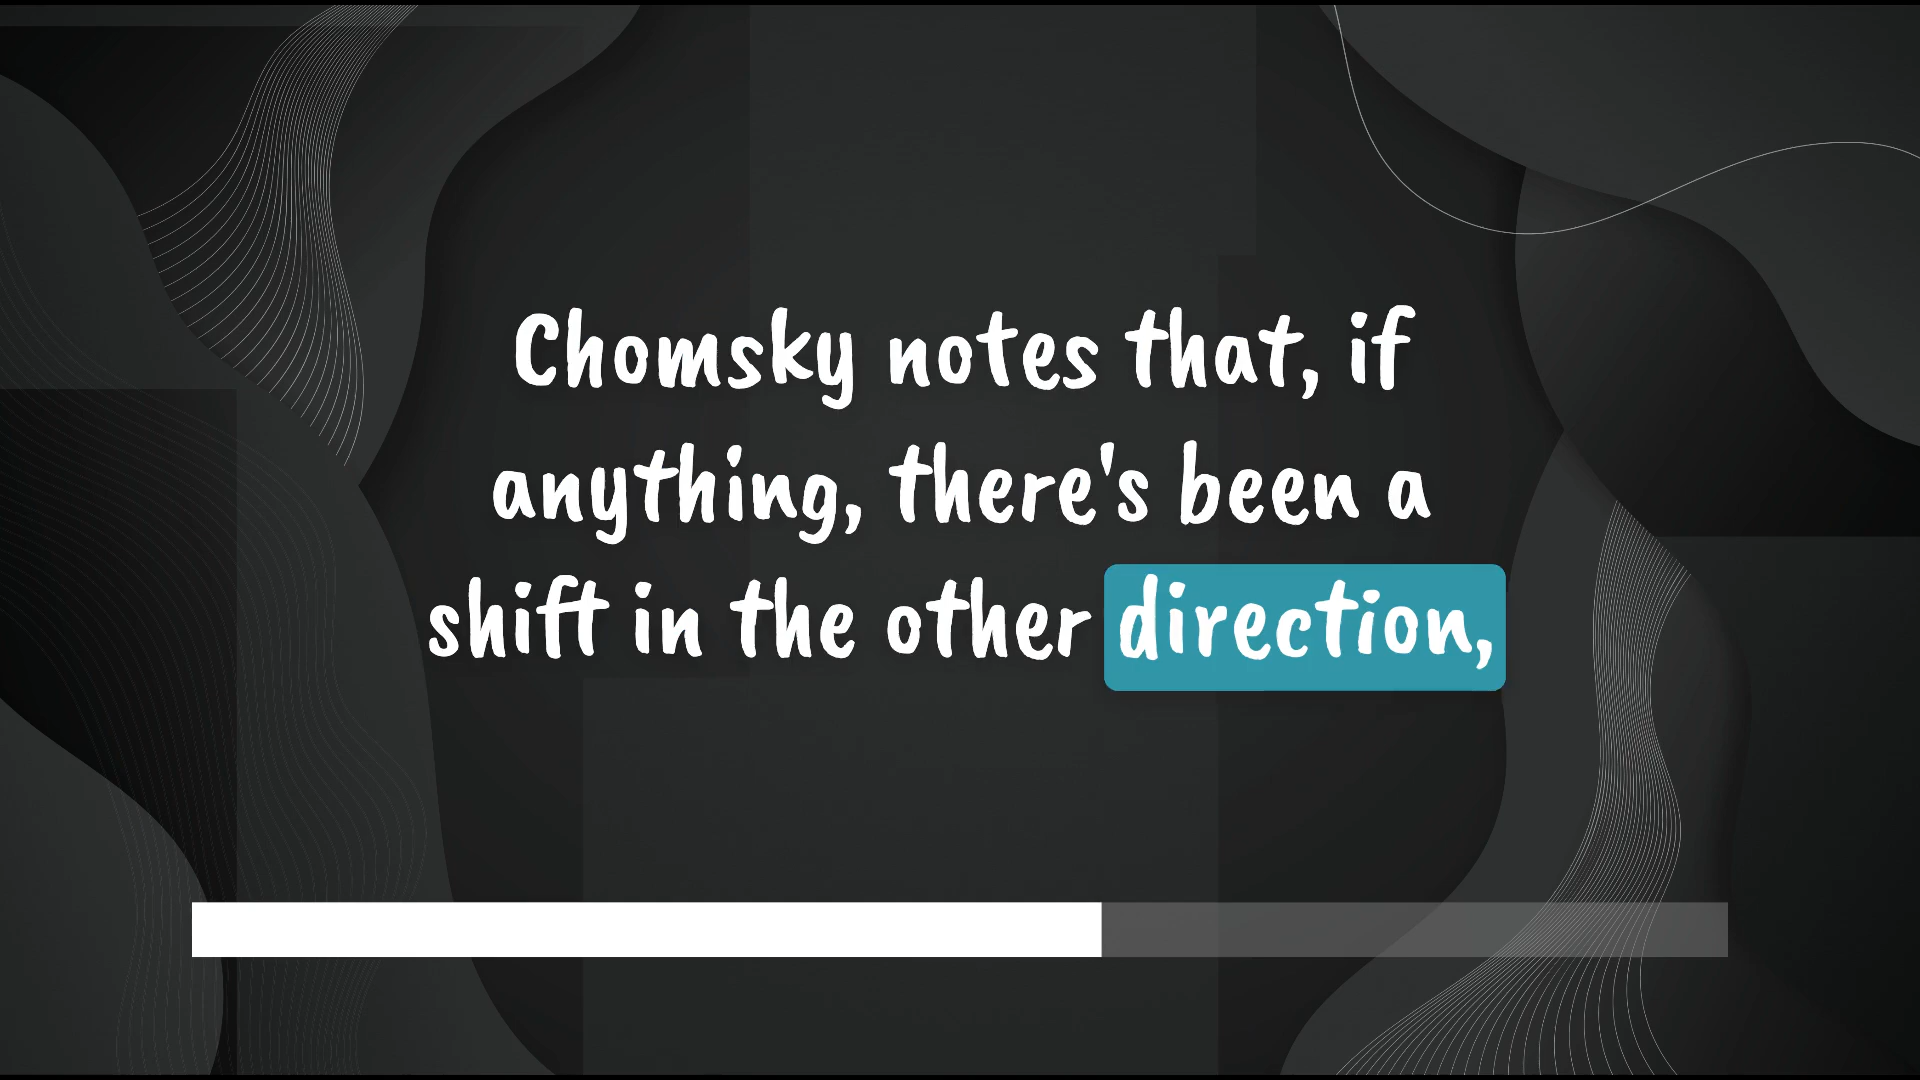 Chomsky notes that, if
anything, there's been a
shift in the other direction,